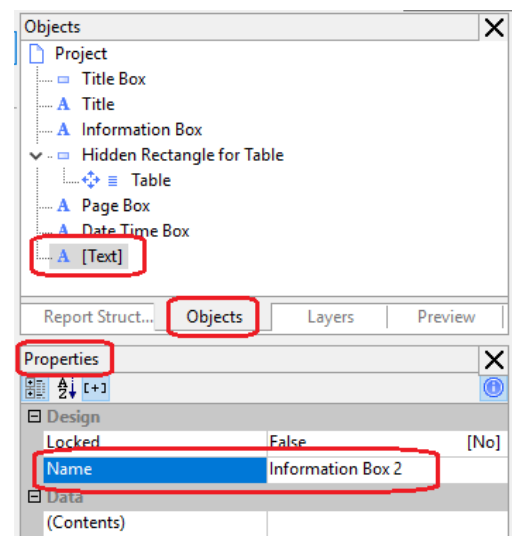 Objects
Project
Title Box
A Title
A Information Box
Hidden Rectangle for Table
Table
A Page Box
A Date Time Box
A [Text]
Report Struct... Objects Layers Preview
Properties
A Z [+] i
Design
Locked False [No]
Name Information Box 2
Data
(Contents)